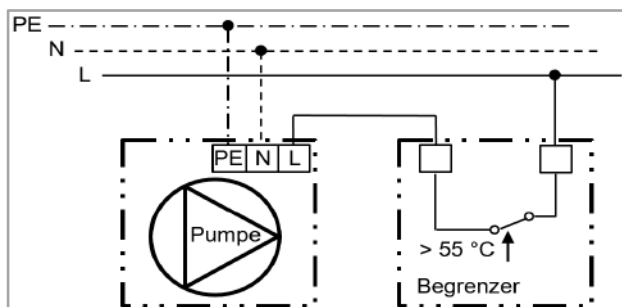 PE
N
L
PE N L
Pumpe
> 55 °C
Begrenzer